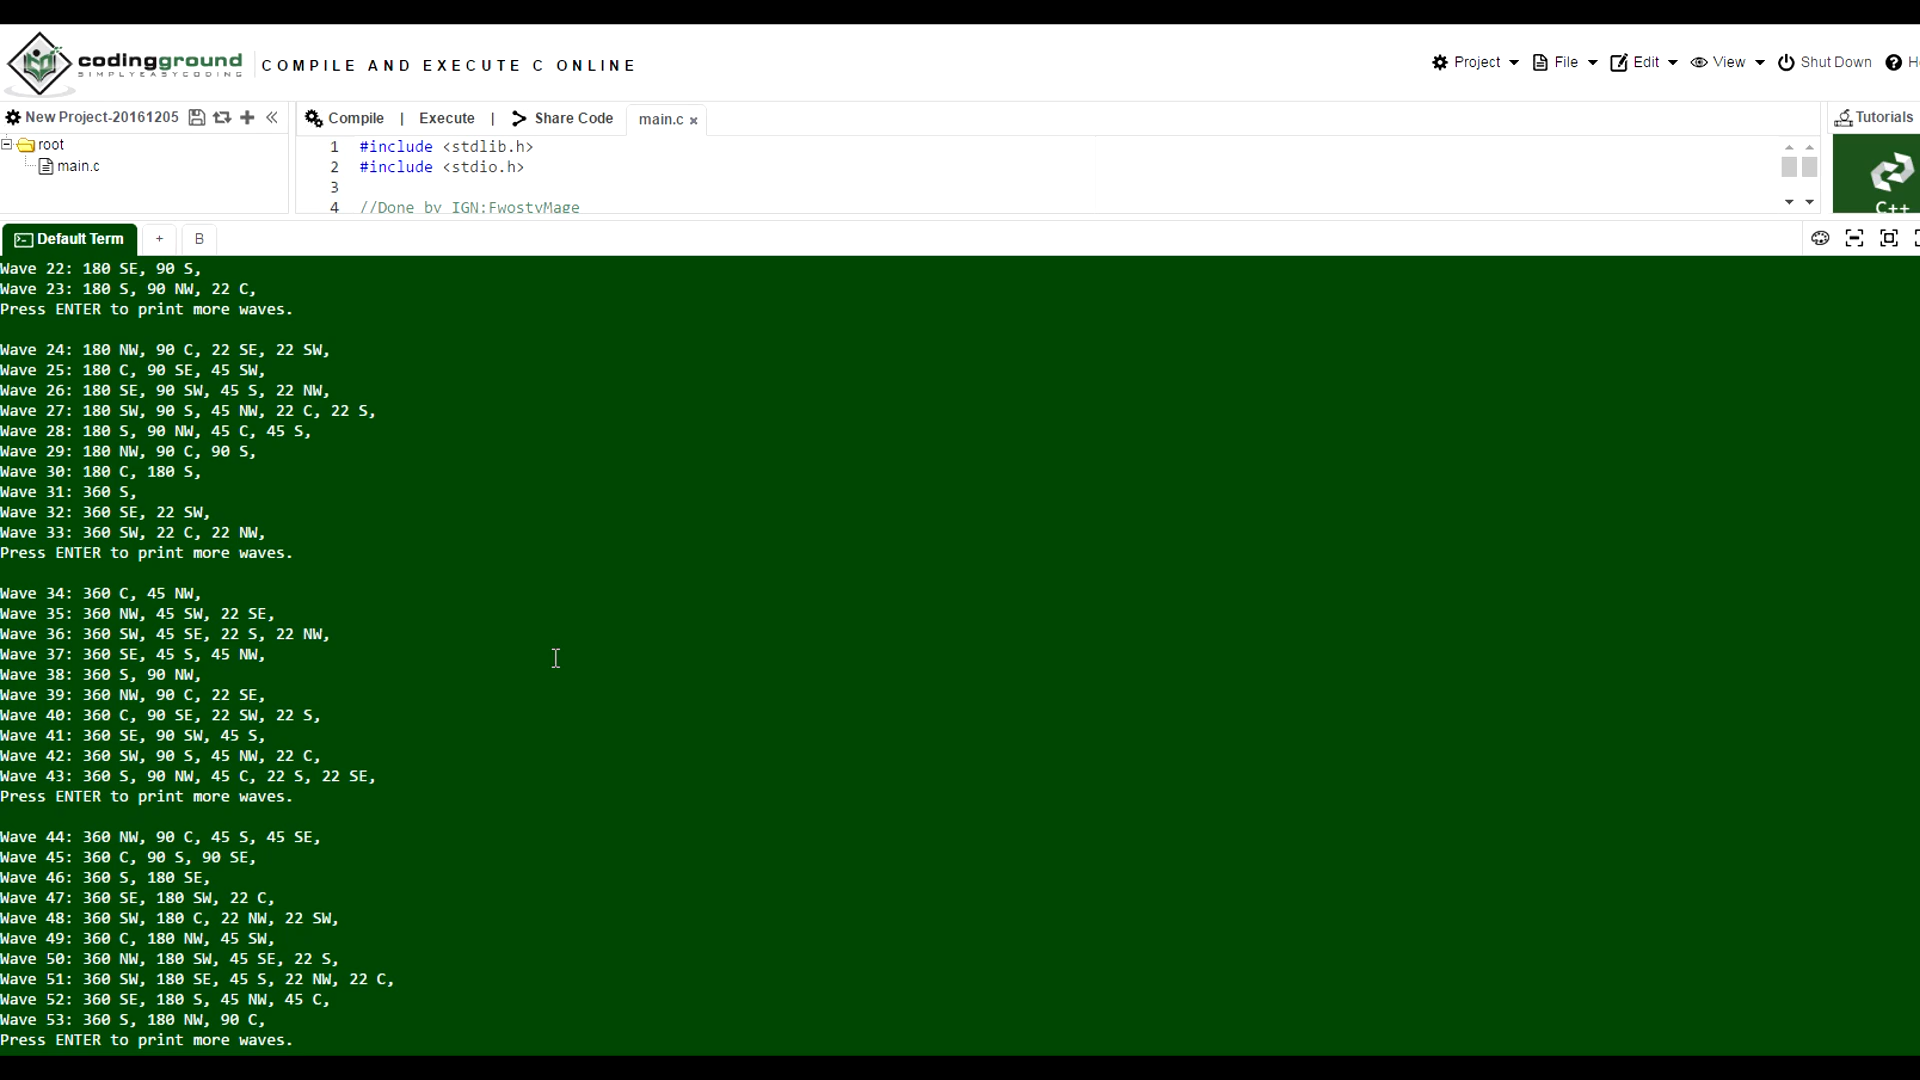 codingground
SIMPLYEASYCODING
COMPILE AND EXECUTE C ONLINE
Project File Edit View Shut Down
New Project-20161205
Compile | Execute | Share Code main.c ×
Tutorials
root
main.c
1 #include <stdlib.h>
2 #include <stdio.h>
3
4 //Done by IGN:FwostyMage
C++
Default Term + B
Wave 22: 180 SE, 90 S,
Wave 23: 180 S, 90 NW, 22 C,
Press ENTER to print more waves.
Wave 24: 180 NW, 90 C, 22 SE, 22 SW,
Wave 25: 180 C, 90 SE, 45 SW,
Wave 26: 180 SE, 90 SW, 45 S, 22 NW,
Wave 27: 180 SW, 90 S, 45 NW, 22 C, 22 S,
Wave 28: 180 S, 90 NW, 45 C, 45 S,
Wave 29: 180 NW, 90 C, 90 S,
Wave 30: 180 C, 180 S,
Wave 31: 360 S,
Wave 32: 360 SE, 22 SW,
Wave 33: 360 SW, 22 C, 22 NW,
Press ENTER to print more waves.
Wave 34: 360 C, 45 NW,
Wave 35: 360 NW, 45 SW, 22 SE,
Wave 36: 360 SW, 45 SE, 22 S, 22 NW,
Wave 37: 360 SE, 45 S, 45 NW,
Wave 38: 360 S, 90 NW,
Wave 39: 360 NW, 90 C, 22 SE,
Wave 40: 360 C, 90 SE, 22 SW, 22 S,
Wave 41: 360 SE, 90 SW, 45 S,
Wave 42: 360 SW, 90 S, 45 NW, 22 C,
Wave 43: 360 S, 90 NW, 45 C, 22 S, 22 SE,
Press ENTER to print more waves.
Wave 44: 360 NW, 90 C, 45 S, 45 SE,
Wave 45: 360 C, 90 S, 90 SE,
Wave 46: 360 S, 180 SE,
Wave 47: 360 SE, 180 SW, 22 C,
Wave 48: 360 SW, 180 C, 22 NW, 22 SW,
Wave 49: 360 C, 180 NW, 45 SW,
Wave 50: 360 NW, 180 SW, 45 SE, 22 S,
Wave 51: 360 SW, 180 SE, 45 S, 22 NW, 22 C,
Wave 52: 360 SE, 180 S, 45 NW, 45 C,
Wave 53: 360 S, 180 NW, 90 C,
Press ENTER to print more waves.